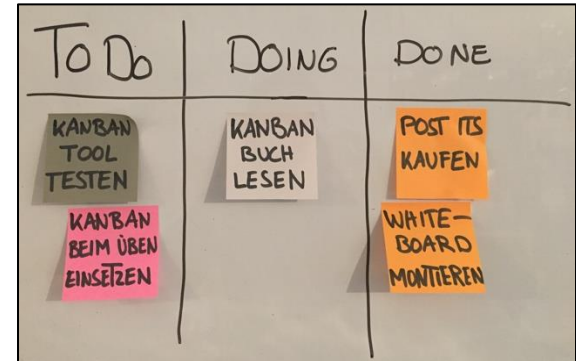 TO DO
DOING
DONE
KANBAN
TOOL
TESTEN
KANBAN
BEIM ÜBEN
EINSETZEN
KANBAN
BUCH
LESEN
POST ITS
KAUFEN
WHITE-
BOARD
MONTIEREN